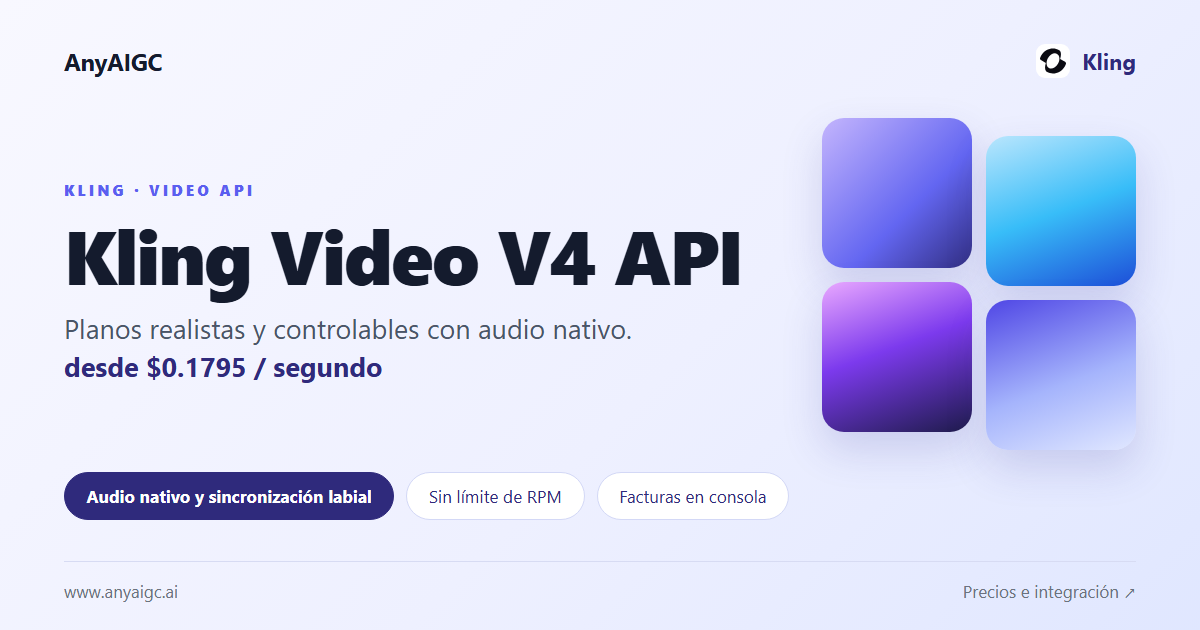 AnyAIGC
Kling
KLING · VIDEO API
Kling Video V4 API
Planos realistas y controlables con audio nativo.
desde $0.1795 / segundo
Audio nativo y sincronización labial
Sin límite de RPM
Facturas en consola
www.anyaigc.ai
Precios e integración ↗